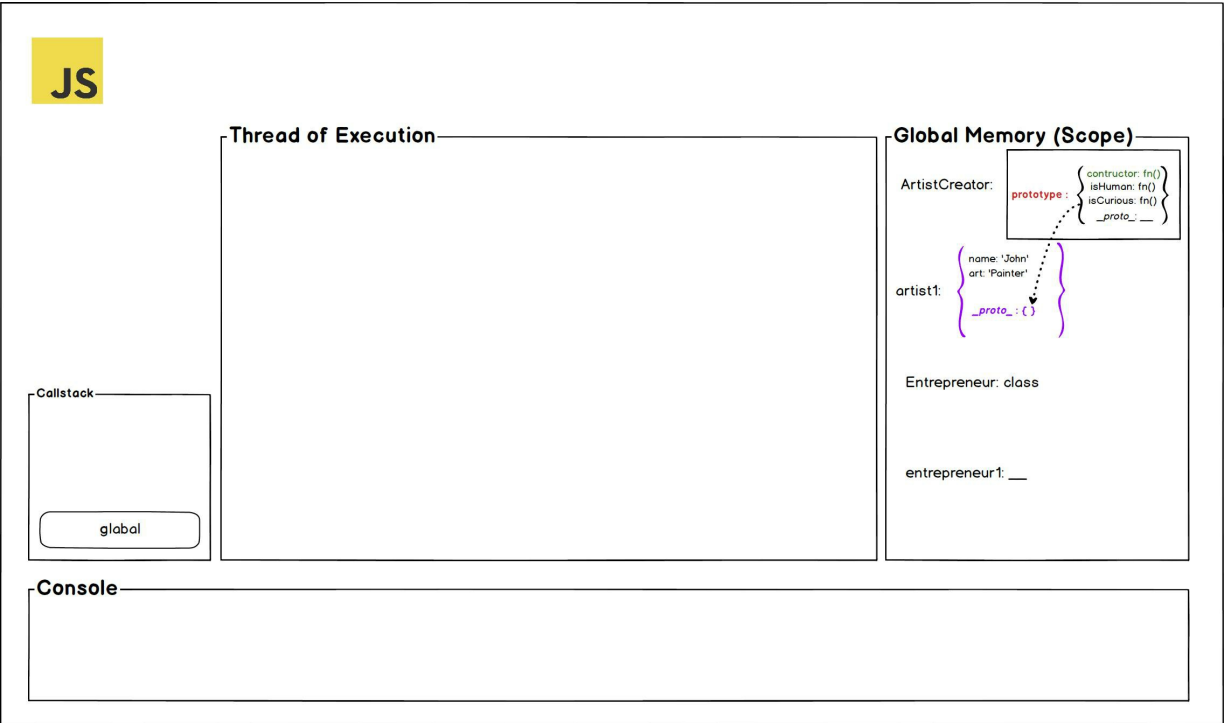 JS
Thread of Execution
Global Memory (Scope)
ArtistCreator:
prototype :
contructor: fn()
isHuman: fn()
isCurious: fn()
_proto_: __
artist1:
name: 'John'
art: 'Painter'
_proto_ : { }
Entrepreneur: class
entrepreneur1: __
Callstack
glabal
Console